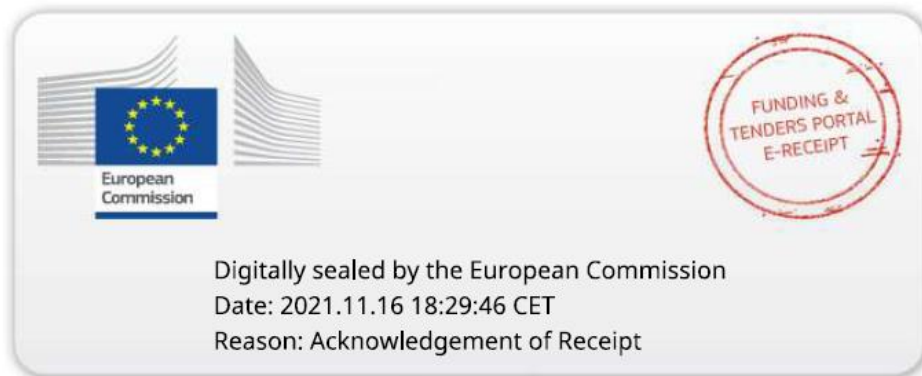 European
Commission
FUNDING &
TENDERS PORTAL
E-RECEIPT
Digitally sealed by the European Commission
Date: 2021.11.16 18:29:46 CET
Reason: Acknowledgement of Receipt